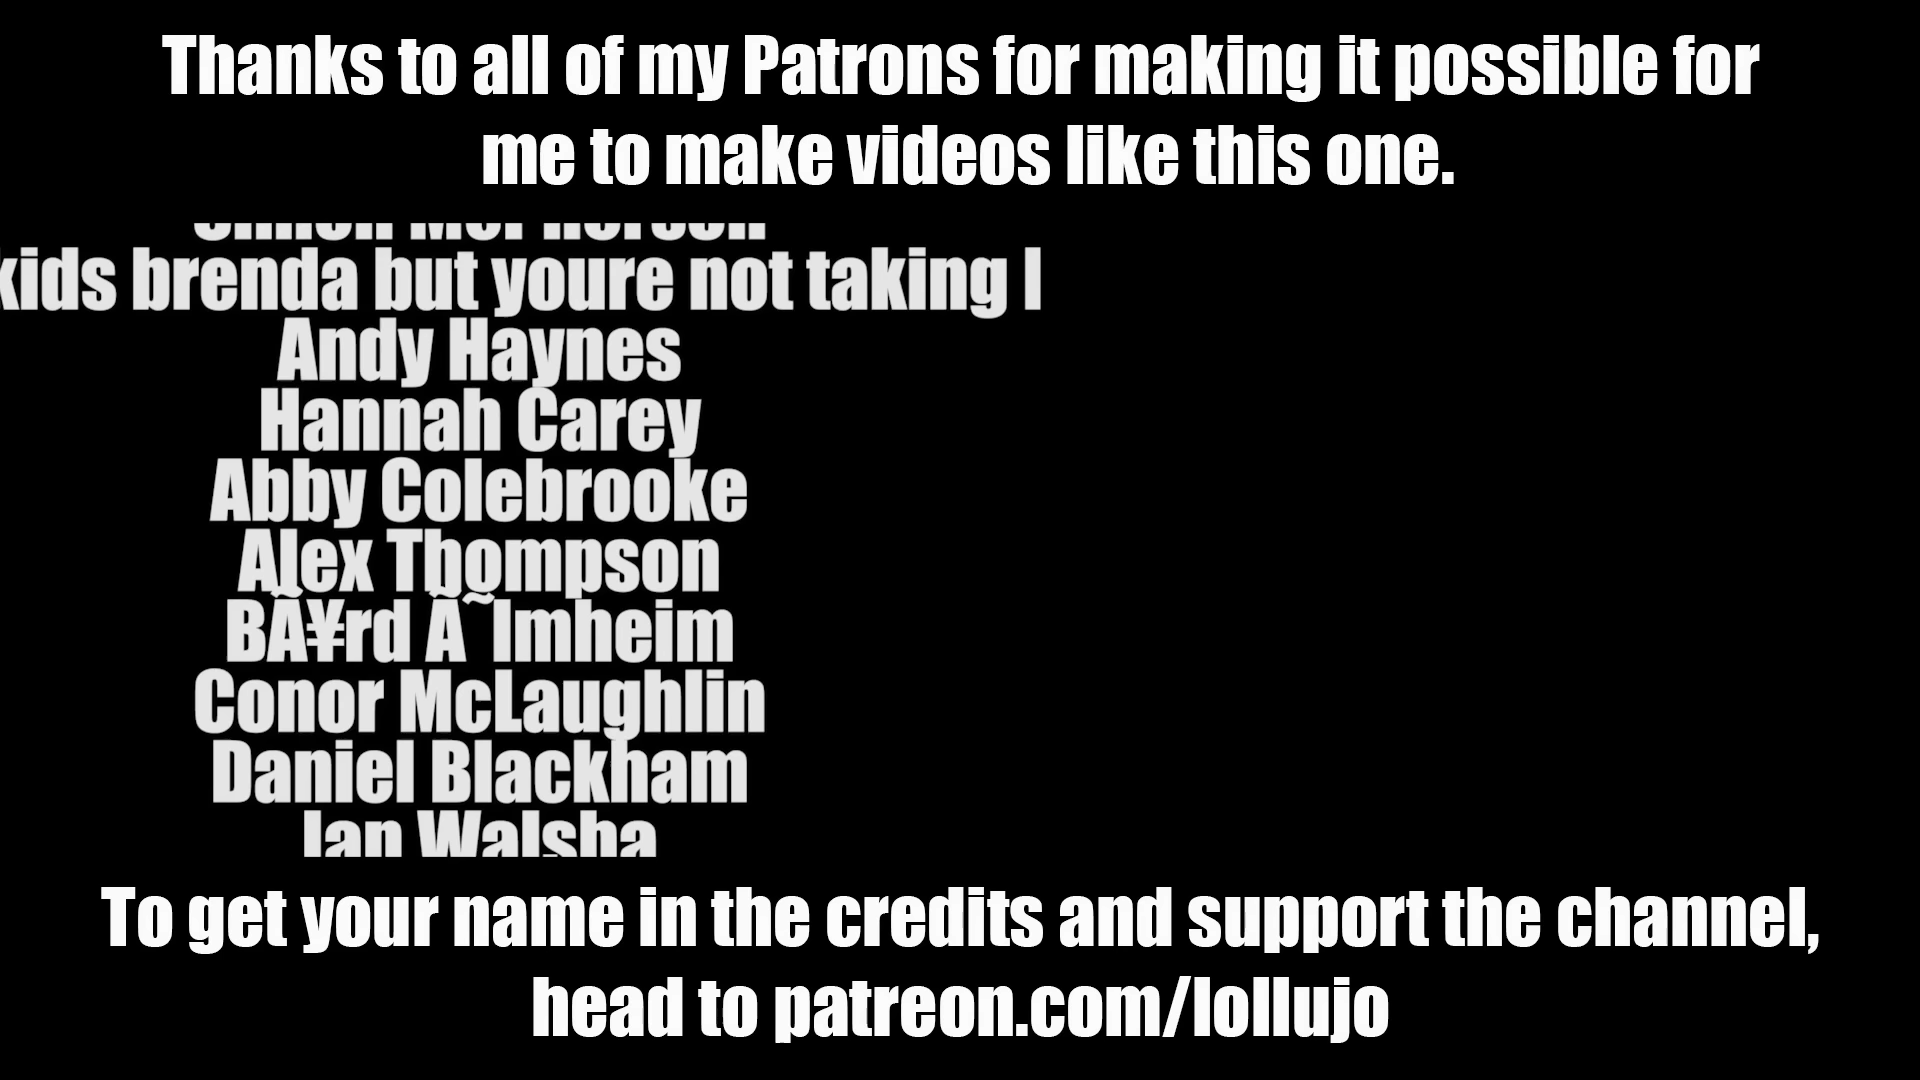 Thanks to all of my Patrons for making it possible for
me to make videos like this one.
kids brenda but youre not taking l
Andy Haynes
Hannah Carey
Abby Colebrooke
Alex Thompson
BÃ¥rd Ã˜lmheim
Conor McLaughlin
Daniel Blackham
Ian Walsha
To get your name in the credits and support the channel,
head to patreon.com/lollujo